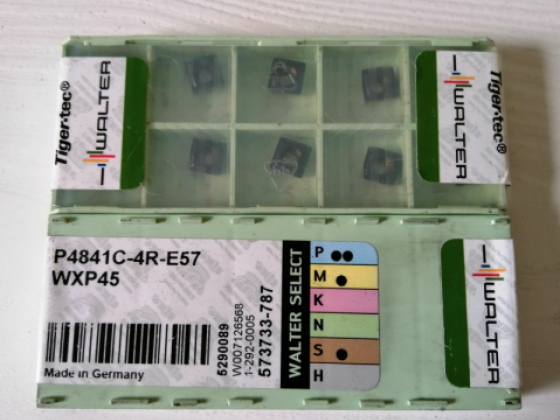 Tiger·tec®
WALTER
Tiger·tec®
WALTER
P4841C-4R-E57
WXP45
Made in Germany
5290089
W007126568
1-292-0005
573733-787
WALTER SELECT
P
M
K
N
S
H
WALTER